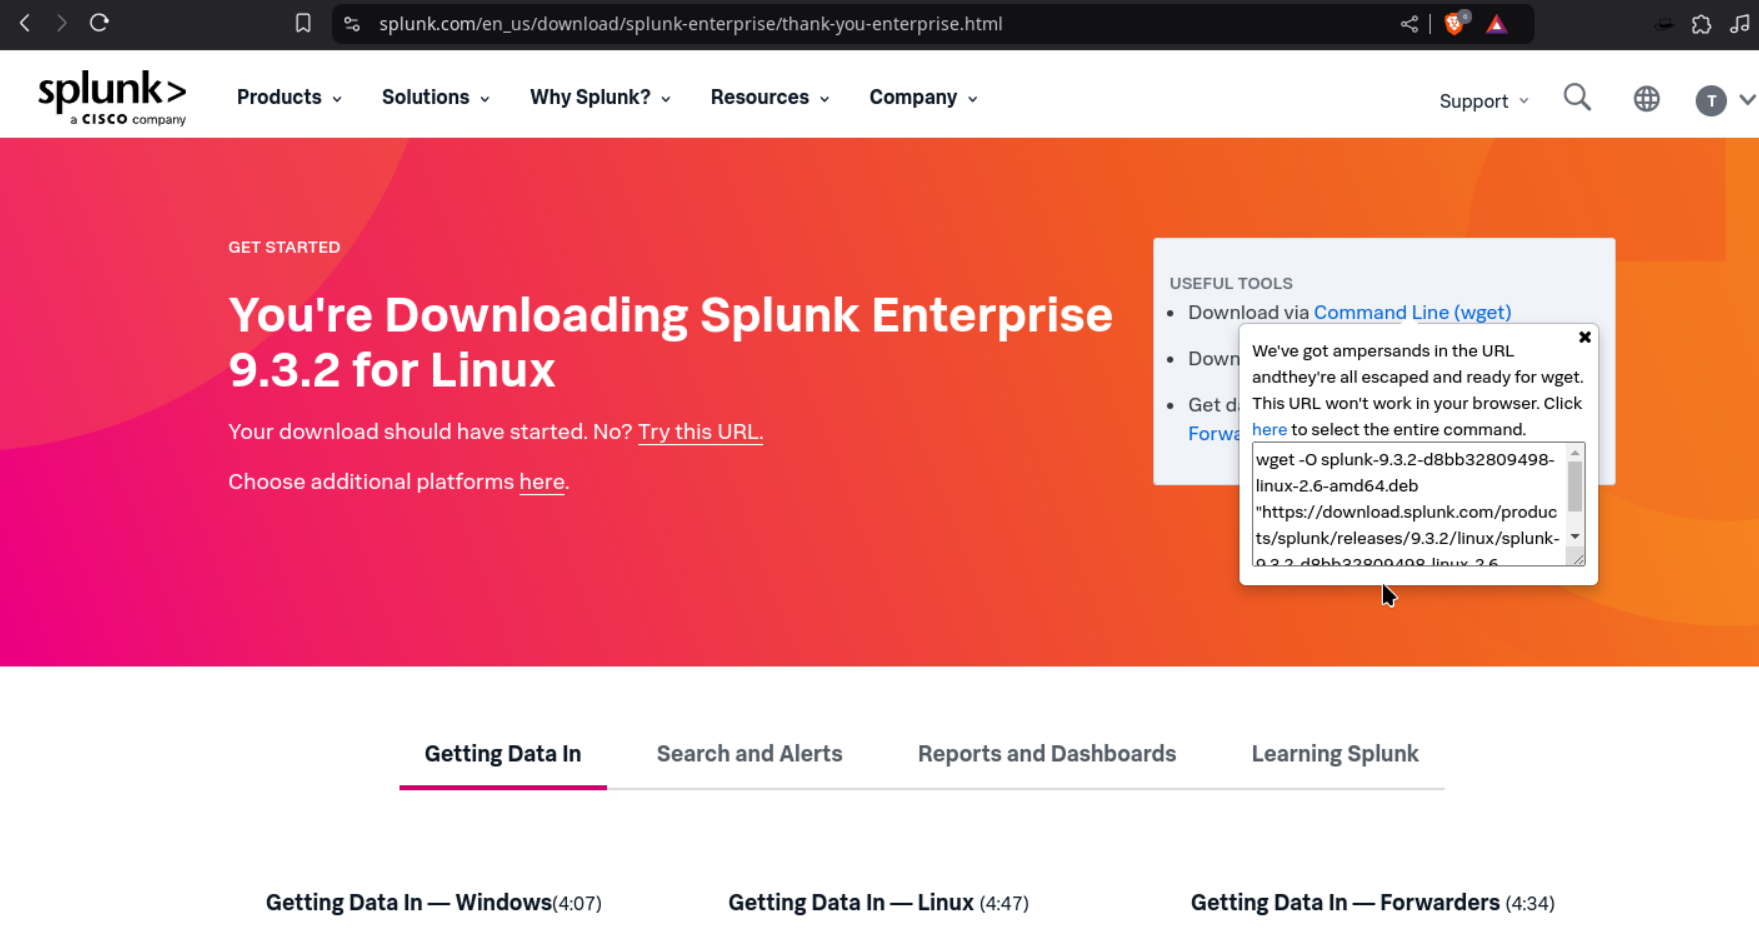 splunk.com/en_us/download/splunk-enterprise/thank-you-enterprise.html
6
splunk>
a CISCO company
Products
Solutions
Why Splunk?
Resources
Company
Support
T
GET STARTED
You're Downloading Splunk Enterprise
9.3.2 for Linux
Your download should have started. No? Try this URL.
Choose additional platforms here.
USEFUL TOOLS
Download via Command Line (wget)
Down
Get d
Forwa
We've got ampersands in the URL
andthey're all escaped and ready for wget.
This URL won't work in your browser. Click
here to select the entire command.
wget -O splunk-9.3.2-d8bb32809498-
linux-2.6-amd64.deb
"https://download.splunk.com/produc
ts/splunk/releases/9.3.2/linux/splunk-
9.3.2-d8bb32809498-linux-2.6
Getting Data In
Search and Alerts
Reports and Dashboards
Learning Splunk
Getting Data In — Windows(4:07)
Getting Data In — Linux (4:47)
Getting Data In — Forwarders (4:34)